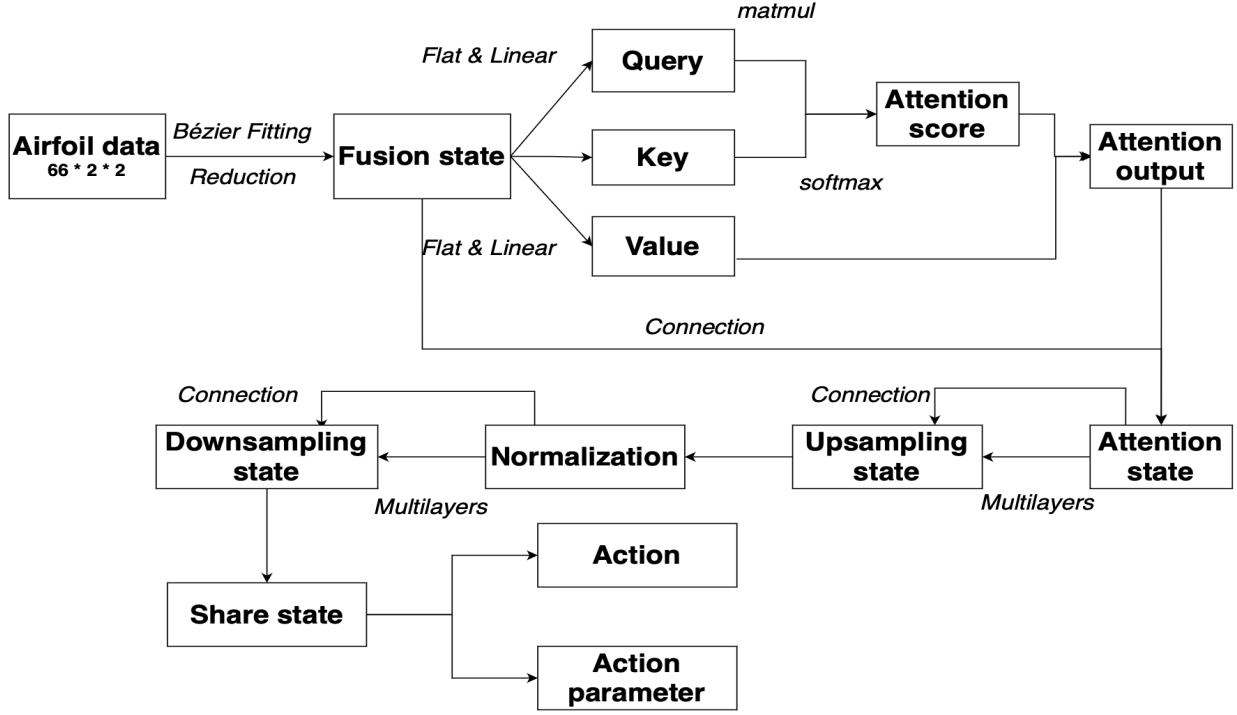 matmul
Flat & Linear
Query
Attention
score
Airfoil data
66 * 2 * 2
Bézier Fitting
Reduction
Fusion state
Key
softmax
Attention
output
Flat & Linear
Value
Connection
Connection
Connection
Downsampling
state
Normalization
Upsampling
state
Attention
state
Multilayers
Multilayers
Action
Share state
Action
parameter